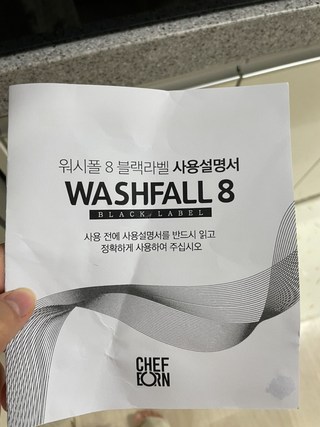 워시폴 8 블랙라벨 사용설명서
WASHFALL 8
BLACK LABEL
사용 전에 사용설명서를 반드시 읽고
정확하게 사용하여 주십시오
CHEF
BORN